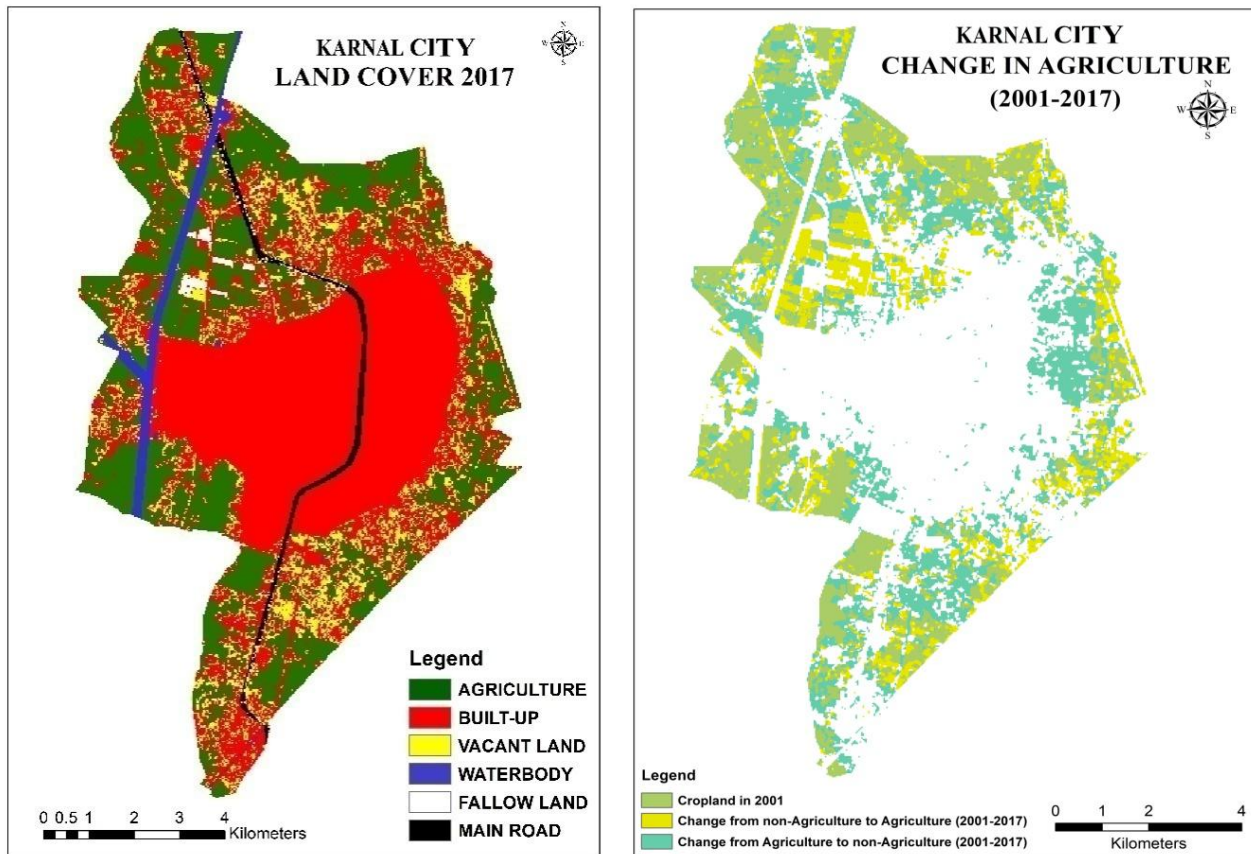 KARNAL CITY
LAND COVER 2017
N
W E
S
Legend
AGRICULTURE
BUILT-UP
VACANT LAND
WATERBODY
FALLOW LAND
MAIN ROAD
0 0.5 1 2 3 4
Kilometers
KARNAL CITY
CHANGE IN AGRICULTURE
(2001-2017)
N
W E
S
Legend
Cropland in 2001
Change from non-Agriculture to Agriculture (2001-2017)
Change from Agriculture to non-Agriculture (2001-2017)
0 1 2 4
Kilometers